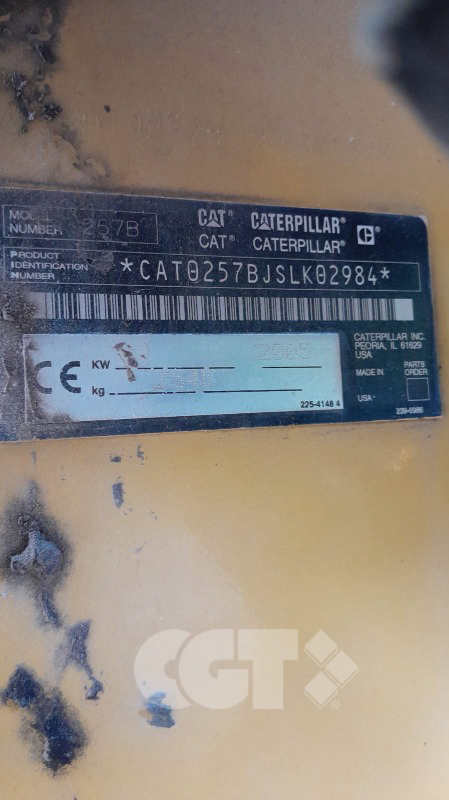 MODEL NUMBER 257B
CAT® CATERPILLAR®
CAT® CATERPILLAR®
PRODUCT IDENTIFICATION NUMBER *CAT0257BJSLK02984*
CATERPILLAR INC.
PEORIA, IL 61629
USA
CE KW 2005
kg
MADE IN USA
PARTS ORDER
225-4148 4
239-6986
CGT